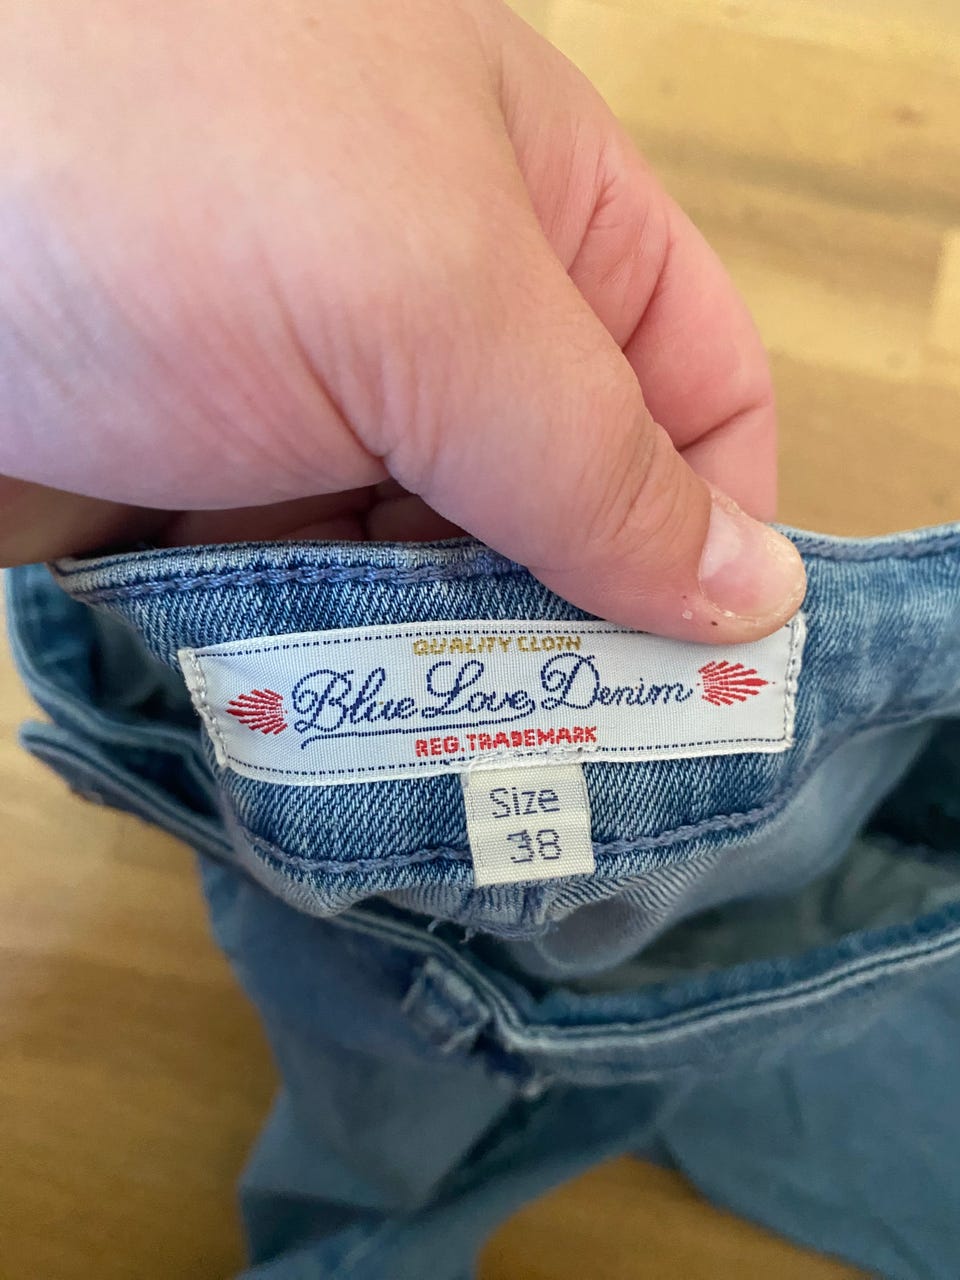 QUALITY CLOTH
Blue Love Denim
REG. TRADEMARK
Size
38